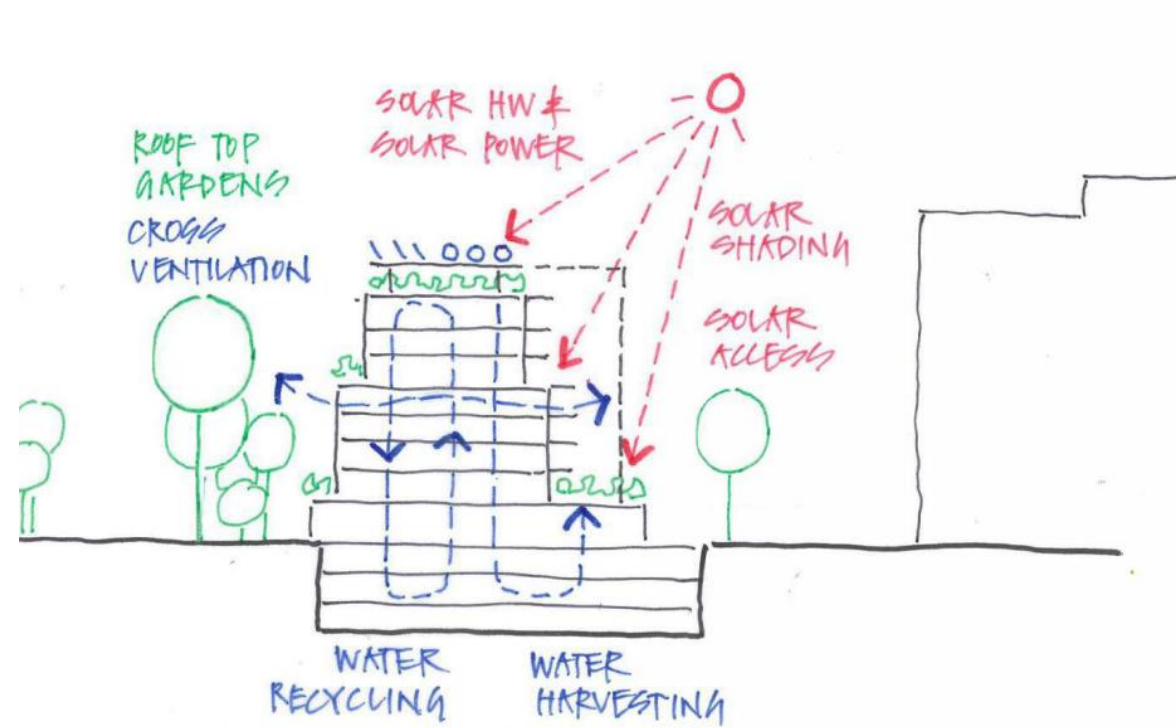 SOLAR HW &
SOLAR POWER
ROOF TOP
GARDENS
CROSS
VENTILATION
SOLAR
SHADING
SOLAR
ACCESS
WATER
RECYCLING
WATER
HARVESTING